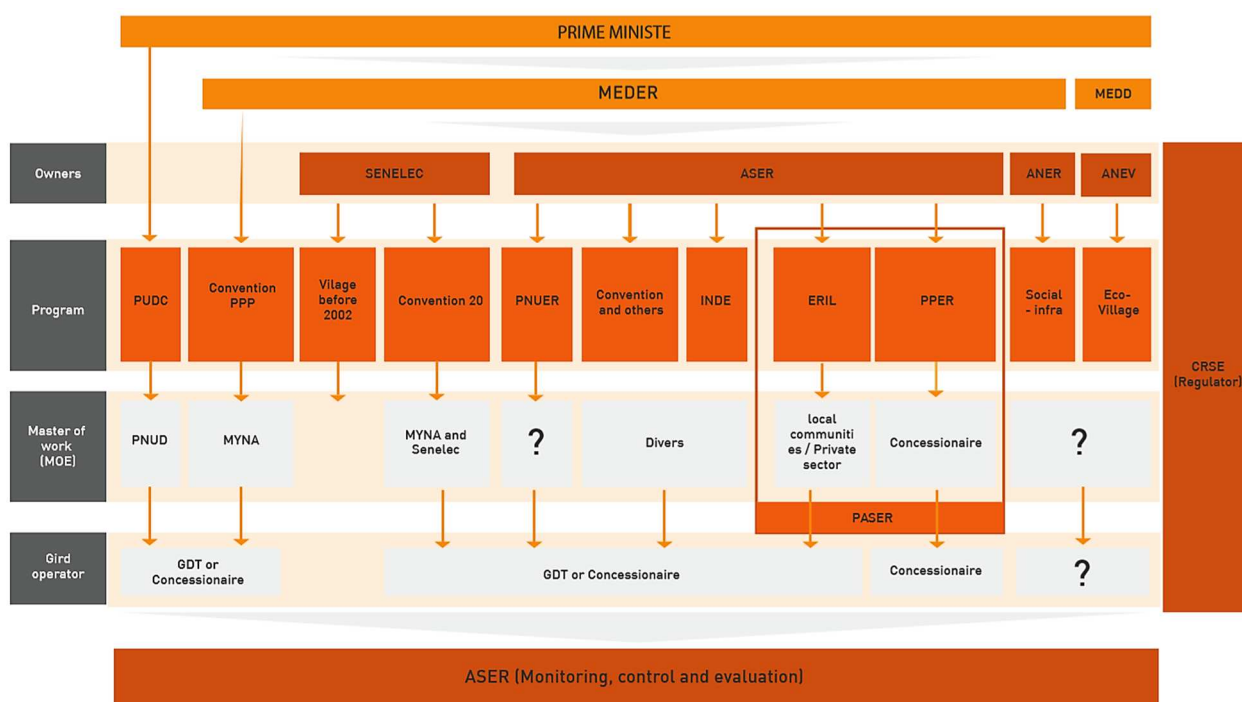 PRIME MINISTE
MEDER
MEDD
Owners
SENELEC
ASER
ANER
ANEV
Program
PUDC
Convention
PPP
Vilage
before
2002
Convention 20
PNUER
Convention
and others
INDE
ERIL
PPER
Social
- infra
Eco-
Village
CRSE
(Regulator)
Master of
work
(MOE)
PNUD
MYNA
MYNA and
Senelec
?
Divers
local
communiti
es / Private
sector
Concessionaire
?
PASER
Gird
operator
GDT or
Concessionaire
GDT or Concessionaire
Concessionaire
?
ASER (Monitoring, control and evaluation)